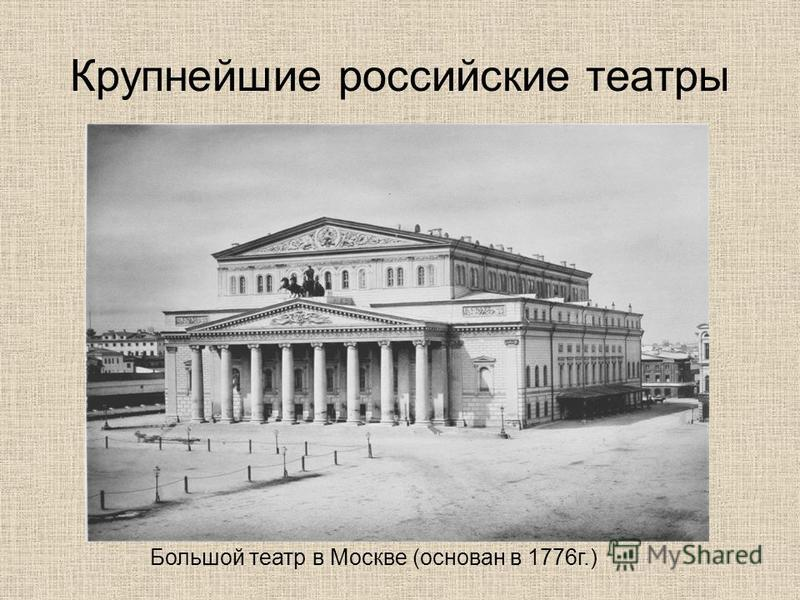 Крупнейшие российские театры
Большой театр в Москве (основан в 1776г.)
MyShared